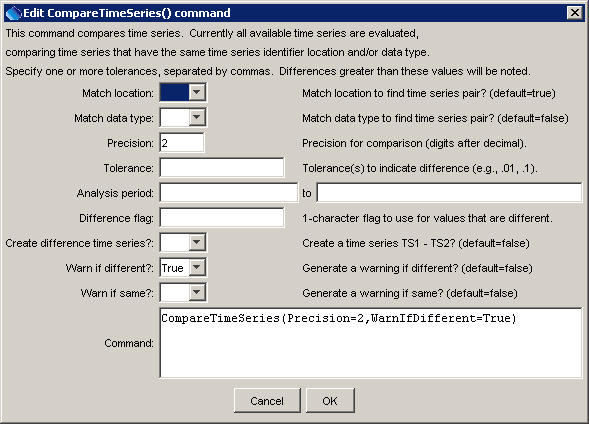 Edit CompareTimeSeries() command
This command compares time series. Currently all available time series are evaluated,
comparing time series that have the same time series identifier location and/or data type.
Specify one or more tolerances, separated by commas. Differences greater than these values will be noted.
Match location: Match location to find time series pair? (default=true)
Match data type: Match data type to find time series pair? (default=false)
Precision: 2 Precision for comparison (digits after decimal).
Tolerance: Tolerance(s) to indicate difference (e.g., .01, .1).
Analysis period: to
Difference flag: 1-character flag to use for values that are different.
Create difference time series?: Create a time series TS1 - TS2? (default=false)
Warn if different?: True Generate a warning if different? (default=false)
Warn if same?: Generate a warning if same? (default=false)
CompareTimeSeries(Precision=2,WarnIfDifferent=True)
Command:
Cancel OK